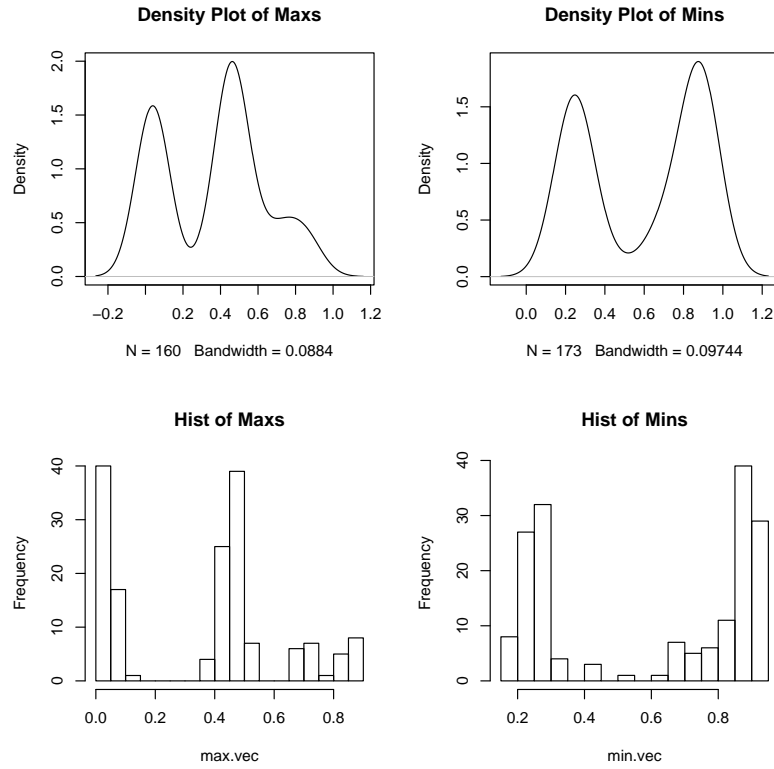 Density Plot of Maxs
Density
0.0 0.5 1.0 1.5 2.0
−0.2 0.2 0.4 0.6 0.8 1.0 1.2
N = 160 Bandwidth = 0.0884
Density Plot of Mins
Density
0.0 0.5 1.0 1.5
0.0 0.2 0.4 0.6 0.8 1.0 1.2
N = 173 Bandwidth = 0.09744
Hist of Maxs
Frequency
0 10 20 30 40
0.0 0.2 0.4 0.6 0.8
max.vec
Hist of Mins
Frequency
0 10 20 30 40
0.2 0.4 0.6 0.8
min.vec